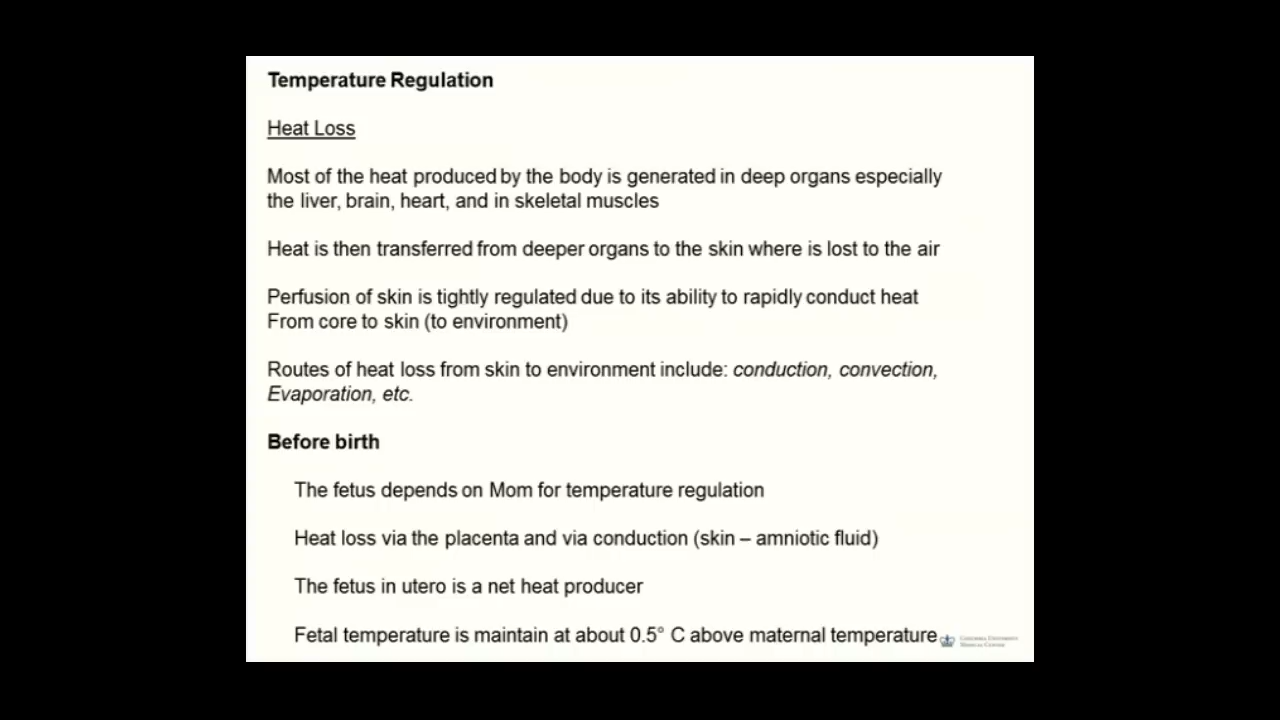 Temperature Regulation
Heat Loss
Most of the heat produced by the body is generated in deep organs especially
the liver, brain, heart, and in skeletal muscles
Heat is then transferred from deeper organs to the skin where is lost to the air
Perfusion of skin is tightly regulated due to its ability to rapidly conduct heat
From core to skin (to environment)
Routes of heat loss from skin to environment include: conduction, convection,
Evaporation, etc.
Before birth
The fetus depends on Mom for temperature regulation
Heat loss via the placenta and via conduction (skin – amniotic fluid)
The fetus in utero is a net heat producer
Fetal temperature is maintain at about 0.5° C above maternal temperature
COLUMBIA UNIVERSITY
MEDICAL CENTER